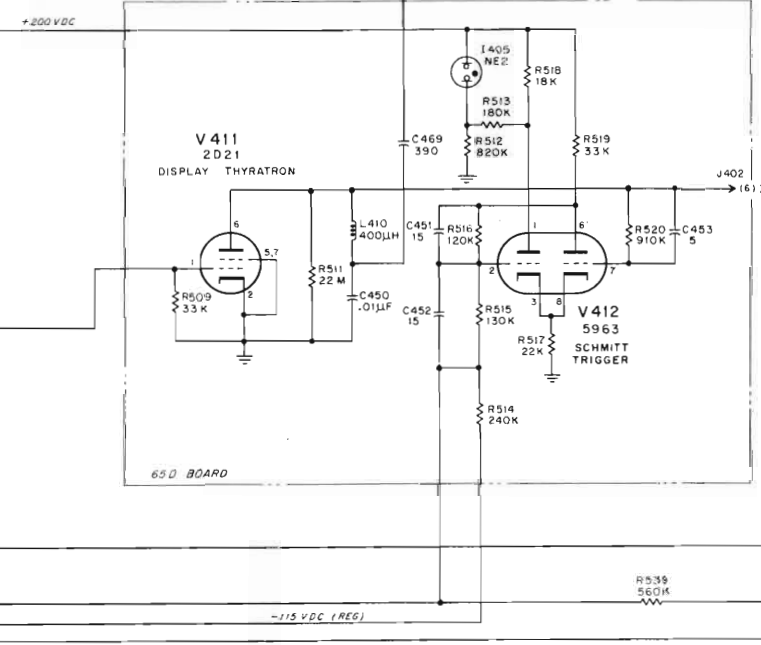 +200 VDC
I405
NE2
R518
18K
R513
180K
V411
2D21
DISPLAY THYRATRON
C469
390
R512
820K
R519
33K
J402
(6)
6
L410
400µH
C451
15
R516
120K
1
6
R520
910K
C453
5
5,7
1
R511
22M
2
7
2
R509
33K
C450
.01µF
C452
15
R515
130K
3
8
V412
5963
R517
22K
SCHMITT
TRIGGER
R514
240K
65D BOARD
R539
560K
-115 VDC (REG)